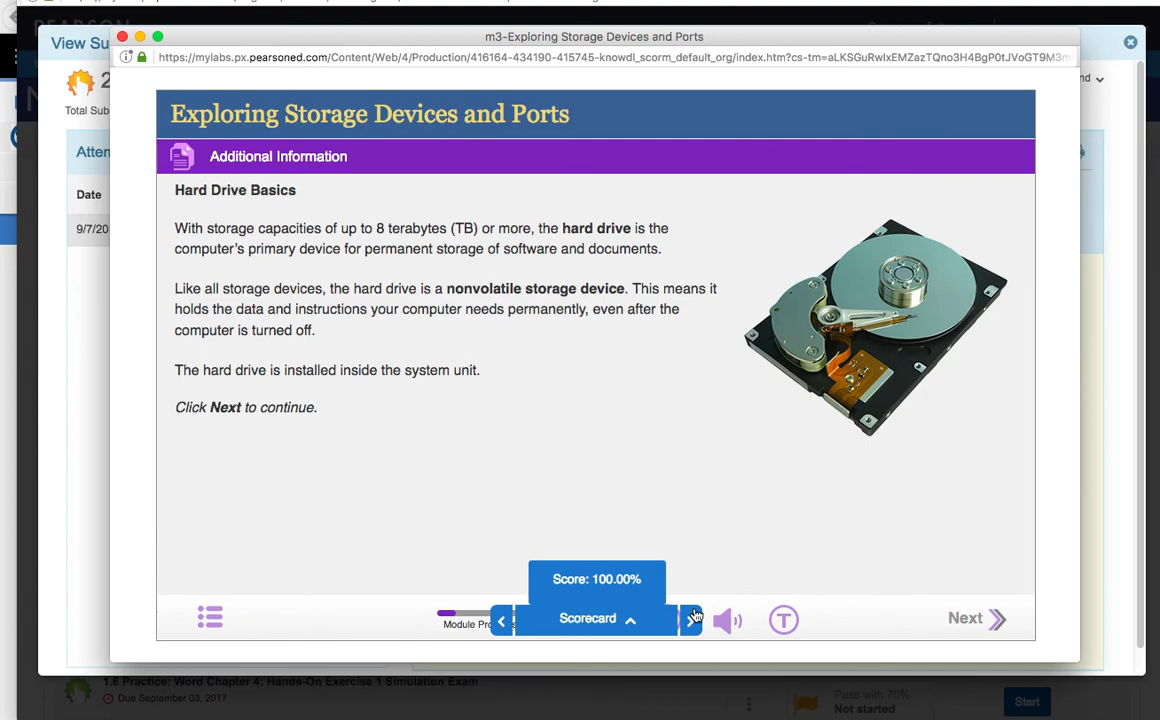 PEARSON
m3-Exploring Storage Devices and Ports
View Su
https://mylabs.px.pearsoned.com/Content/Web/4/Production/416164-434190-415745-knowdl_scorm_default_org/index.htm?cs-tm=aLKSGuRwlxEMZazTQno3H4BgP0tJVoGT9M3m
2
nd
Total Sub
Exploring Storage Devices and Ports
Atten
Additional Information
Date
Hard Drive Basics
9/7/20
With storage capacities of up to 8 terabytes (TB) or more, the hard drive is the
computer's primary device for permanent storage of software and documents.
Like all storage devices, the hard drive is a nonvolatile storage device. This means it
holds the data and instructions your computer needs permanently, even after the
computer is turned off.
The hard drive is installed inside the system unit.
Click Next to continue.
Score: 100.00%
Scorecard
Module Pro
T
Next
1.6 Practice: Word Chapter 4: Hands-On Exercise 1 Simulation Exam
Due September 03, 2017
Pass with 70%
Not started
Start